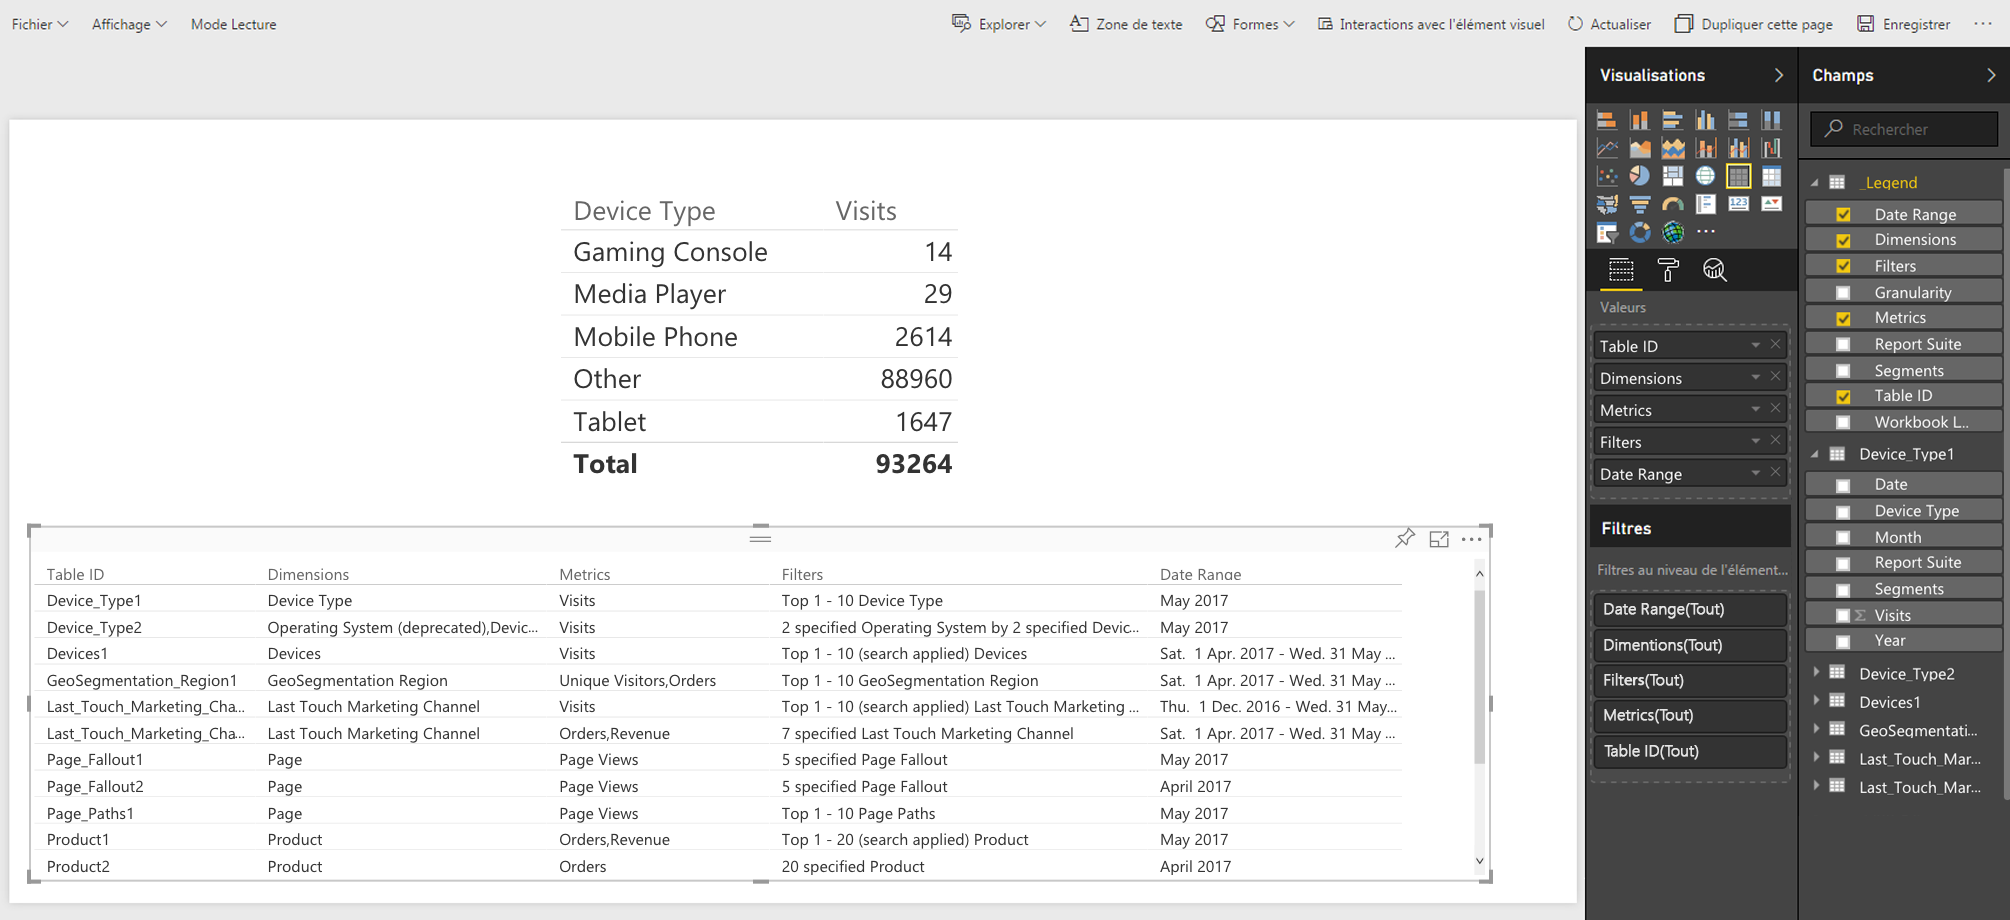 Fichier Affichage Mode Lecture Explorer Zone de texte Formes Interactions avec l'élément visuel Actualiser Dupliquer cette page Enregistrer ...
Device Type Visits
Gaming Console 14
Media Player 29
Mobile Phone 2614
Other 88960
Tablet 1647
Total 93264
Table ID Dimensions Metrics Filters Date Range
Device_Type1 Device Type Visits Top 1 - 10 Device Type May 2017
Device_Type2 Operating System (deprecated),Devic... Visits 2 specified Operating System by 2 specified Devic... May 2017
Devices1 Devices Visits Top 1 - 10 (search applied) Devices Sat. 1 Apr. 2017 - Wed. 31 May ...
GeoSegmentation_Region1 GeoSegmentation Region Unique Visitors,Orders Top 1 - 10 GeoSegmentation Region Sat. 1 Apr. 2017 - Wed. 31 May ...
Last_Touch_Marketing_Cha... Last Touch Marketing Channel Visits Top 1 - 10 (search applied) Last Touch Marketing ... Thu. 1 Dec. 2016 - Wed. 31 May...
Last_Touch_Marketing_Cha... Last Touch Marketing Channel Orders,Revenue 7 specified Last Touch Marketing Channel Sat. 1 Apr. 2017 - Wed. 31 May ...
Page_Fallout1 Page Page Views 5 specified Page Fallout May 2017
Page_Fallout2 Page Page Views 5 specified Page Fallout April 2017
Page_Paths1 Page Page Views Top 1 - 10 Page Paths May 2017
Product1 Product Orders,Revenue Top 1 - 20 (search applied) Product May 2017
Product2 Product Orders 20 specified Product April 2017
Visualisations
123
Valeurs
Table ID
Dimensions
Metrics
Filters
Date Range
Filtres
Filtres au niveau de l'élément...
Date Range(Tout)
Dimentions(Tout)
Filters(Tout)
Metrics(Tout)
Table ID(Tout)
Champs
Rechercher
_Legend
Date Range
Dimensions
Filters
Granularity
Metrics
Report Suite
Segments
Table ID
Workbook L..
Device_Type1
Date
Device Type
Month
Report Suite
Segments
Σ Visits
Year
Device_Type2
Devices1
GeoSegmentati...
Last_Touch_Mar...
Last_Touch_Mar...